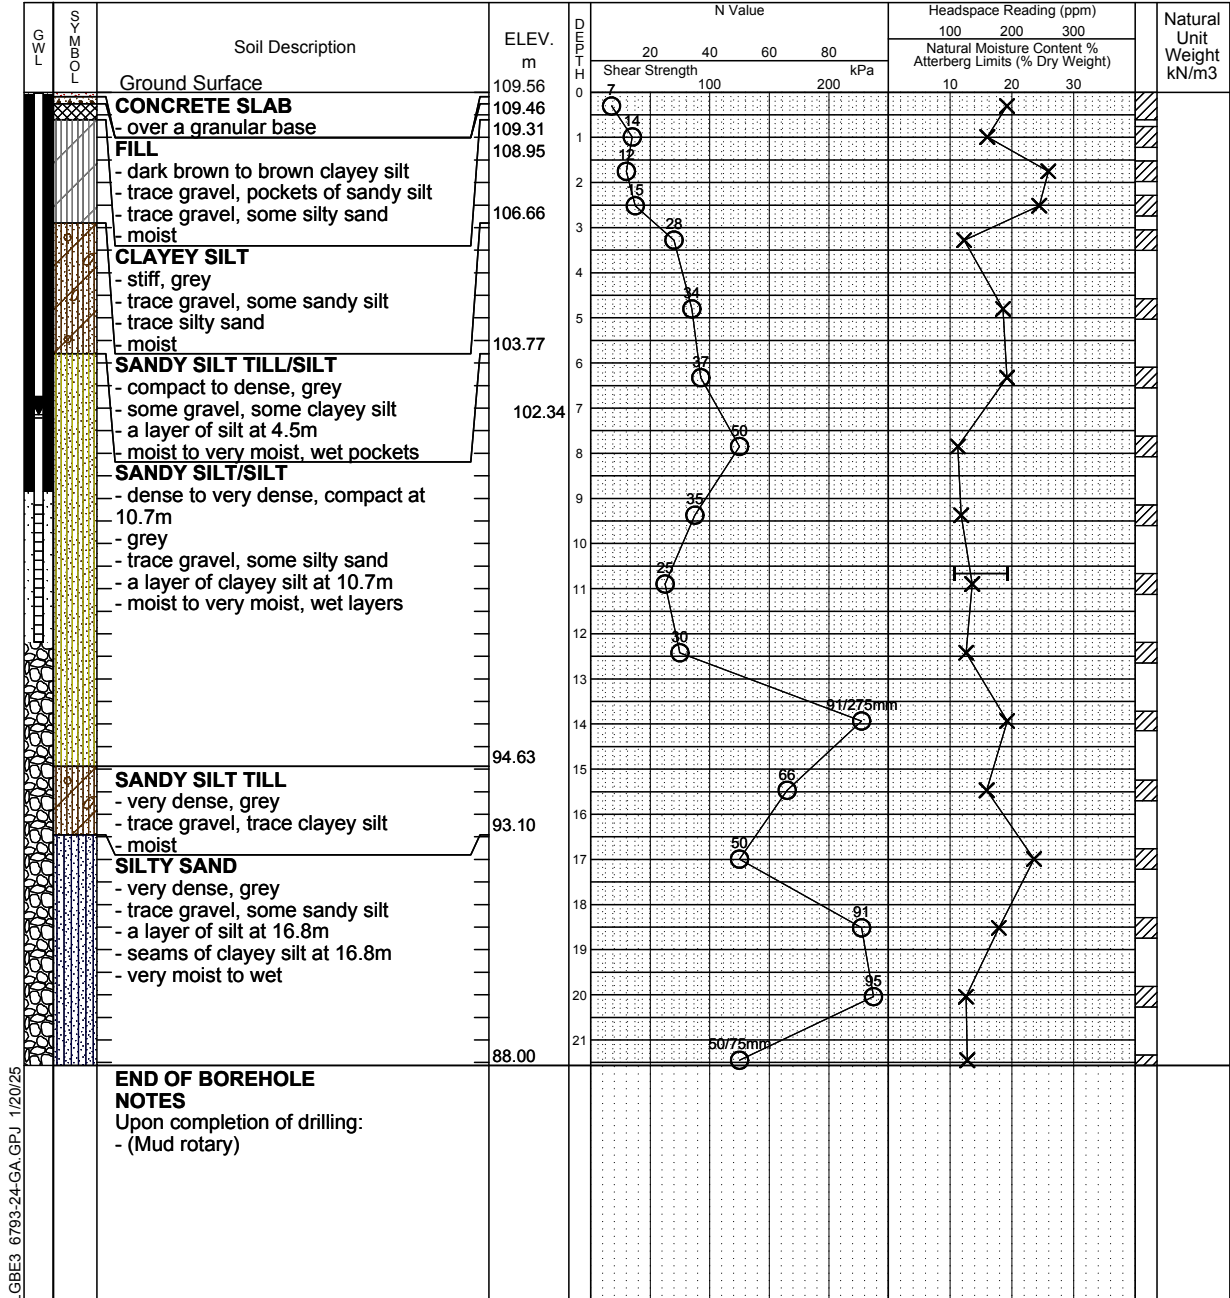 GWL
SYMBOL
Soil Description
ELEV.
m
DEPTH
N Value
20 40 60 80
Shear Strength kPa
100 200
Headspace Reading (ppm)
100 200 300
Natural Moisture Content %
Atterberg Limits (% Dry Weight)
10 20 30
Natural
Unit
Weight
kN/m3
Ground Surface 109.56
CONCRETE SLAB 109.46
- over a granular base 109.31
FILL 108.95
- dark brown to brown clayey silt
- trace gravel, pockets of sandy silt
- trace gravel, some silty sand 106.66
- moist
CLAYEY SILT
- stiff, grey
- trace gravel, some sandy silt
- trace silty sand
- moist 103.77
SANDY SILT TILL/SILT
- compact to dense, grey
- some gravel, some clayey silt 102.34
- a layer of silt at 4.5m
- moist to very moist, wet pockets
SANDY SILT/SILT
- dense to very dense, compact at
10.7m
- grey
- trace gravel, some silty sand
- a layer of clayey silt at 10.7m
- moist to very moist, wet layers
94.63
SANDY SILT TILL
- very dense, grey
- trace gravel, trace clayey silt 93.10
- moist
SILTY SAND
- very dense, grey
- trace gravel, some sandy silt
- a layer of silt at 16.8m
- seams of clayey silt at 16.8m
- very moist to wet
88.00
END OF BOREHOLE
NOTES
Upon completion of drilling:
- (Mud rotary)
0
1
2
3
4
5
6
7
8
9
10
11
12
13
14
15
16
17
18
19
20
21
7
14
12
15
28
34
37
50
35
25
30
91/275mm
66
50
91
95
50/75mm
LGBE3 6793-24-GA.GPJ 1/20/25